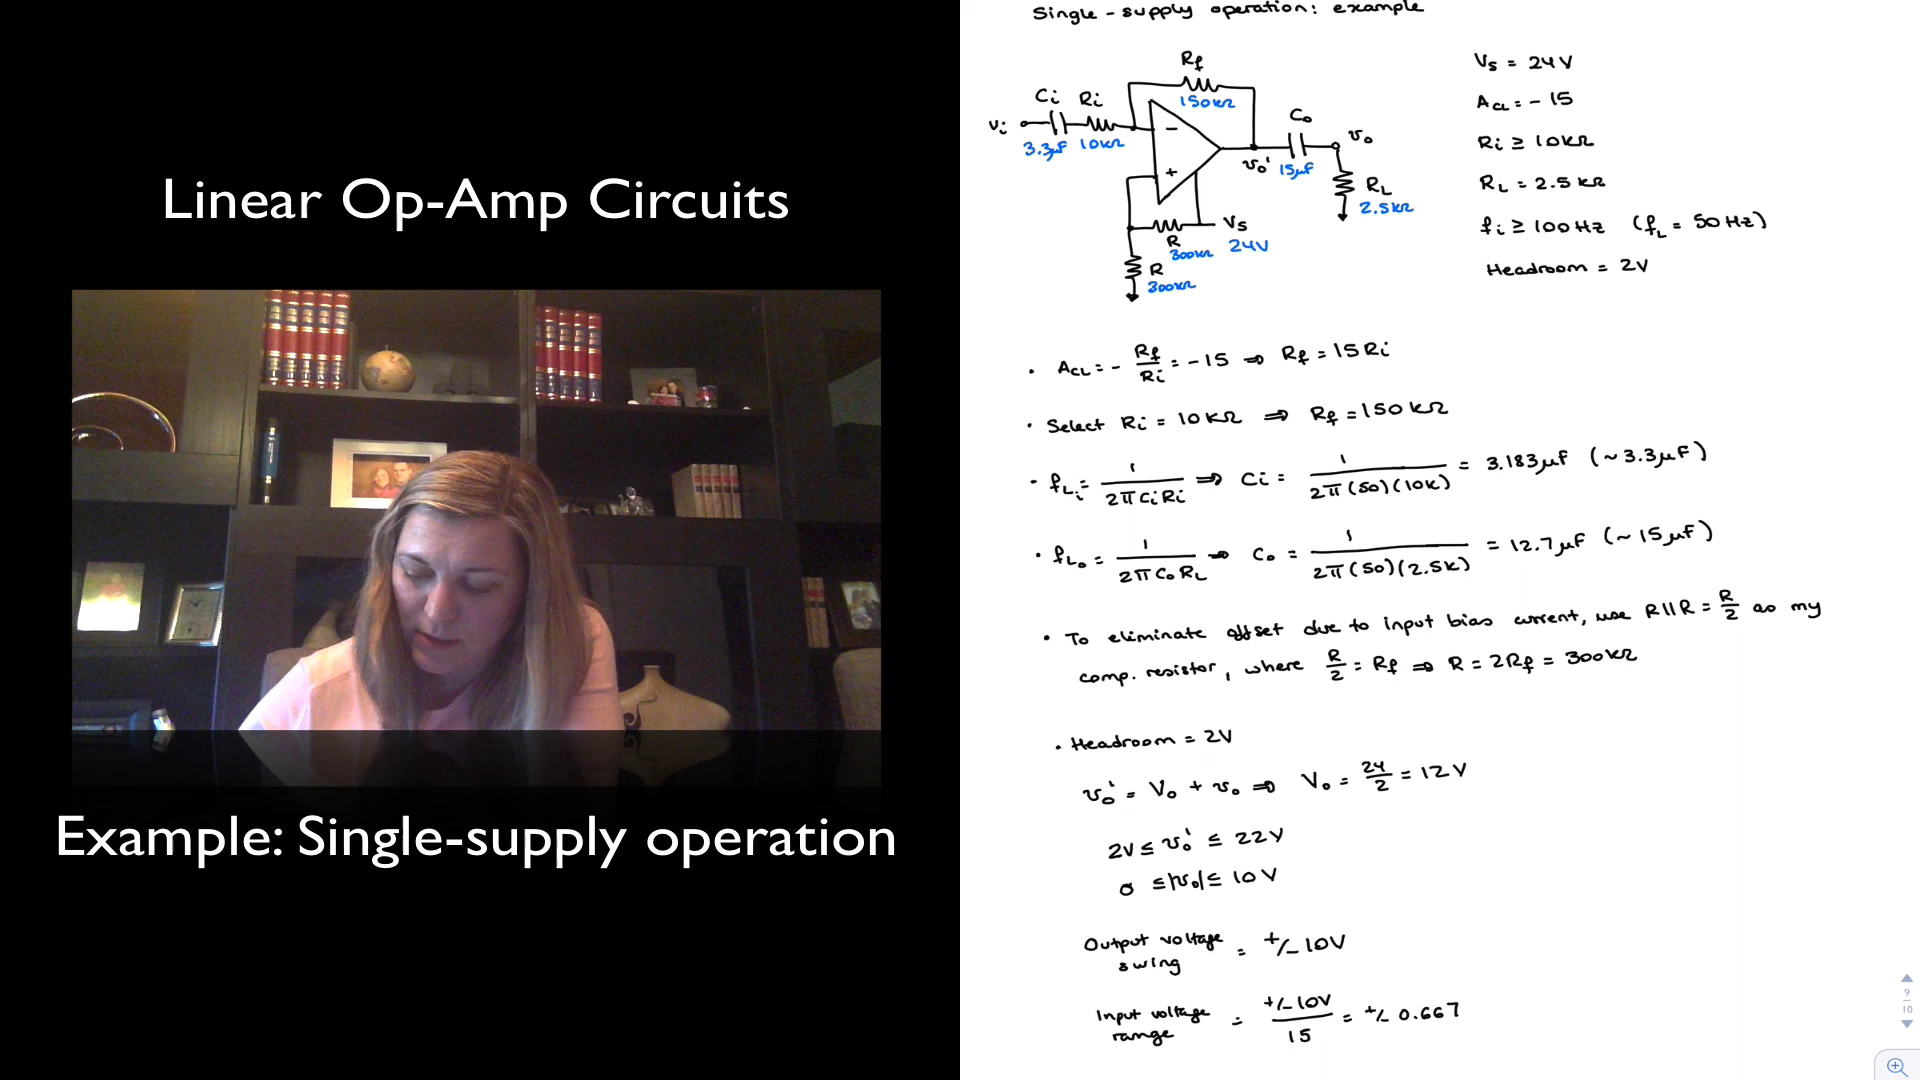 Linear Op-Amp Circuits
Example: Single-supply operation
Single-supply operation: example
Rf
150kΩ
Ci Ri
vi
3.3μF 10kΩ
-
+
Co
vo
vo'
15μF
RL
2.5kΩ
Vs
24V
R
300kΩ
R
300kΩ
Vs = 24V
ACL = -15
Ri ≥ 10kΩ
RL = 2.5kΩ
fi ≥ 100Hz (fL = 50Hz)
Headroom = 2V
• ACL = - Rf/Ri = -15 ⇒ Rf = 15Ri
• Select Ri = 10kΩ ⇒ Rf = 150kΩ
• fLi = 1/(2πCiRi) ⇒ Ci = 1/(2π(50)(10k)) = 3.183μF (~3.3μF)
• fLo = 1/(2πCoRL) ⇒ Co = 1/(2π(50)(2.5k)) = 12.7μF (~15μF)
• To eliminate offset due to input bias current, use R||R = R/2 as my
comp. resistor, where R/2 = Rf ⇒ R = 2Rf = 300kΩ
• Headroom = 2V
vo' = Vo + vo ⇒ Vo = 24/2 = 12V
2V ≤ vo' ≤ 22V
0 ≤ |vo| ≤ 10V
Output voltage swing = +/- 10V
Input voltage range = +/-10V/15 = +/- 0.667
9
10